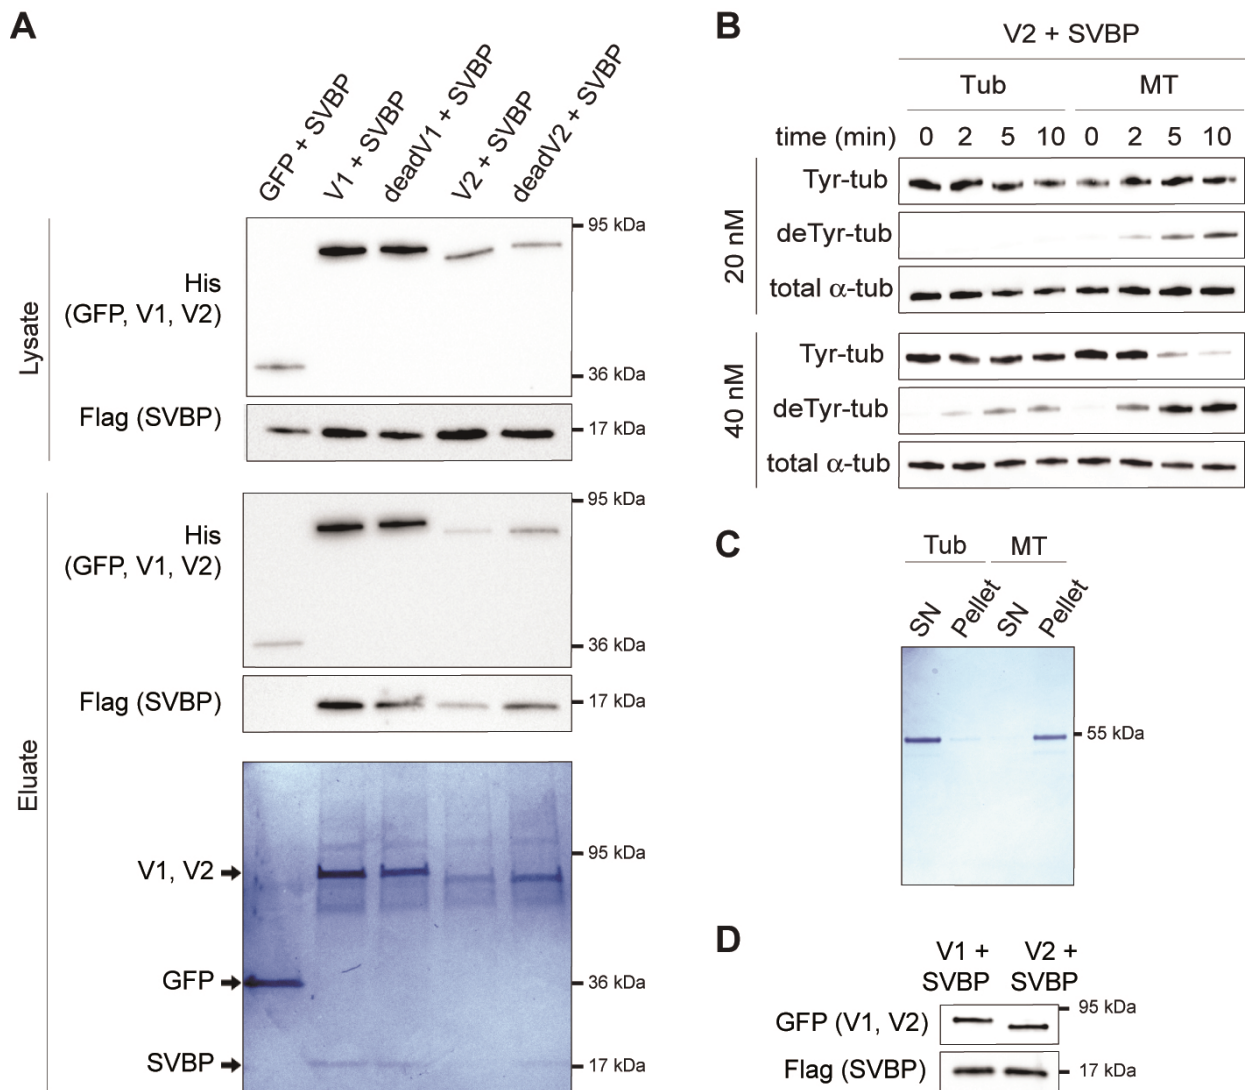 A
GFP + SVBP
V1 + SVBP
deadV1 + SVBP
V2 + SVBP
deadV2 + SVBP
Lysate
His
(GFP, V1, V2)
95 kDa
36 kDa
Flag (SVBP)
17 kDa
Eluate
His
(GFP, V1, V2)
95 kDa
36 kDa
Flag (SVBP)
17 kDa
V1, V2
95 kDa
GFP
36 kDa
SVBP
17 kDa
B
V2 + SVBP
Tub MT
time (min) 0 2 5 10 0 2 5 10
20 nM
Tyr-tub
deTyr-tub
total α-tub
40 nM
Tyr-tub
deTyr-tub
total α-tub
C
Tub MT
SN Pellet SN Pellet
55 kDa
D
V1 + V2 +
SVBP SVBP
95 kDa
GFP (V1, V2)
Flag (SVBP)
17 kDa